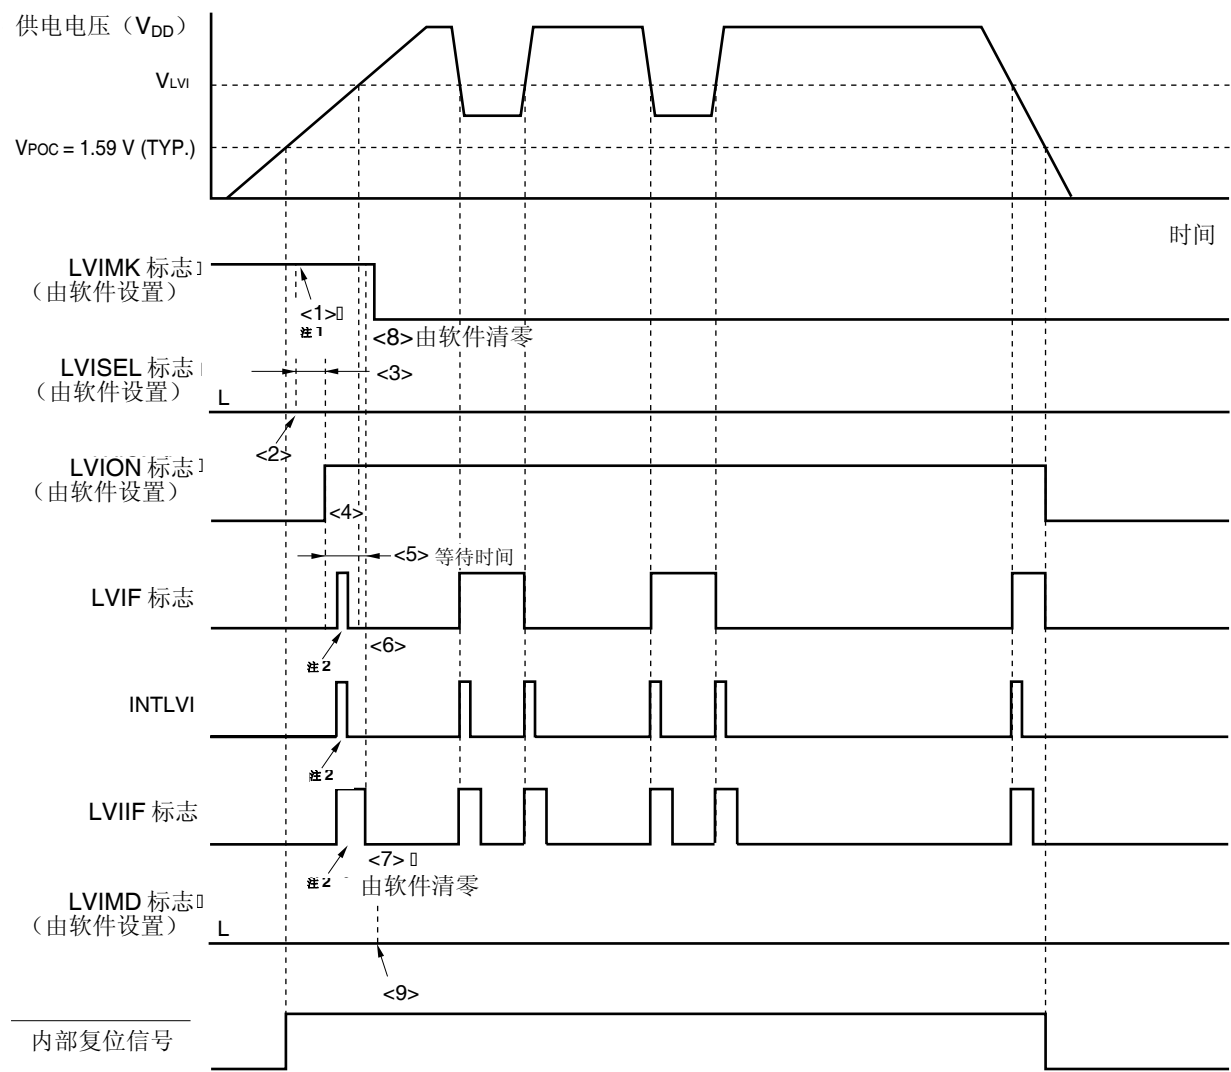 供电电压（VDD）
VLVI
VPOC = 1.59 V (TYP.)
时间
LVIMK 标志
（由软件设置）
<1>
注 1
<8>由软件清零
LVISEL 标志
（由软件设置）
L
<3>
<2>
LVION 标志
（由软件设置）
<4>
<5> 等待时间
LVIF 标志
<6>
注 2
INTLVI
注 2
LVIIF 标志
<7>
注 2
由软件清零
LVIMD 标志
（由软件设置）
L
<9>
内部复位信号